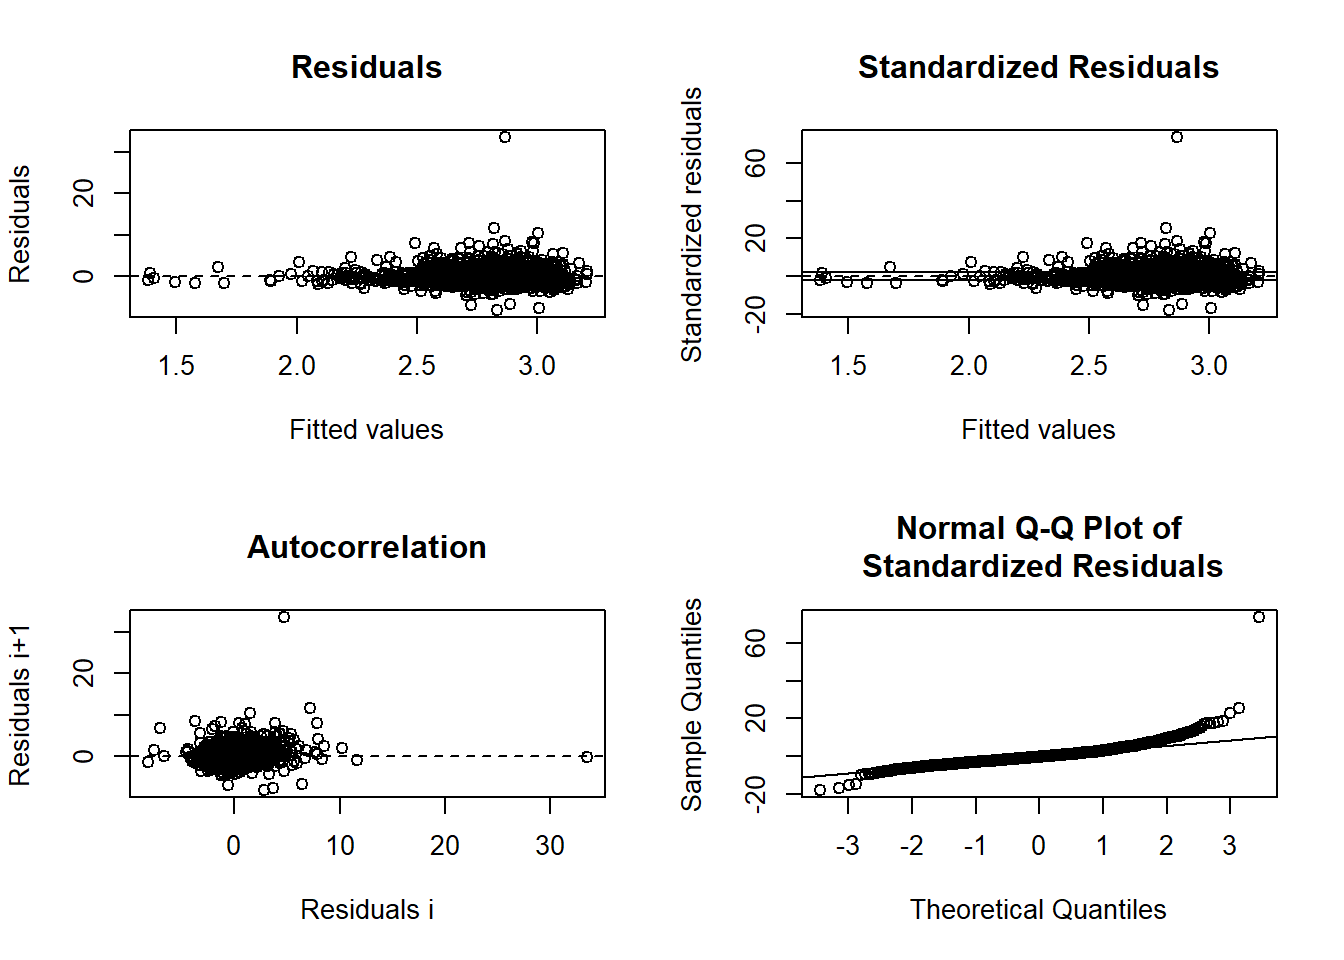 Residuals
Residuals
0
20
1.5 2.0 2.5 3.0
Fitted values
Standardized Residuals
Standardized residuals
-20
20
60
1.5 2.0 2.5 3.0
Fitted values
Autocorrelation
Residuals i+1
0
20
0 10 20 30
Residuals i
Normal Q-Q Plot of
Standardized Residuals
Sample Quantiles
-20
20
60
-3 -2 -1 0 1 2 3
Theoretical Quantiles